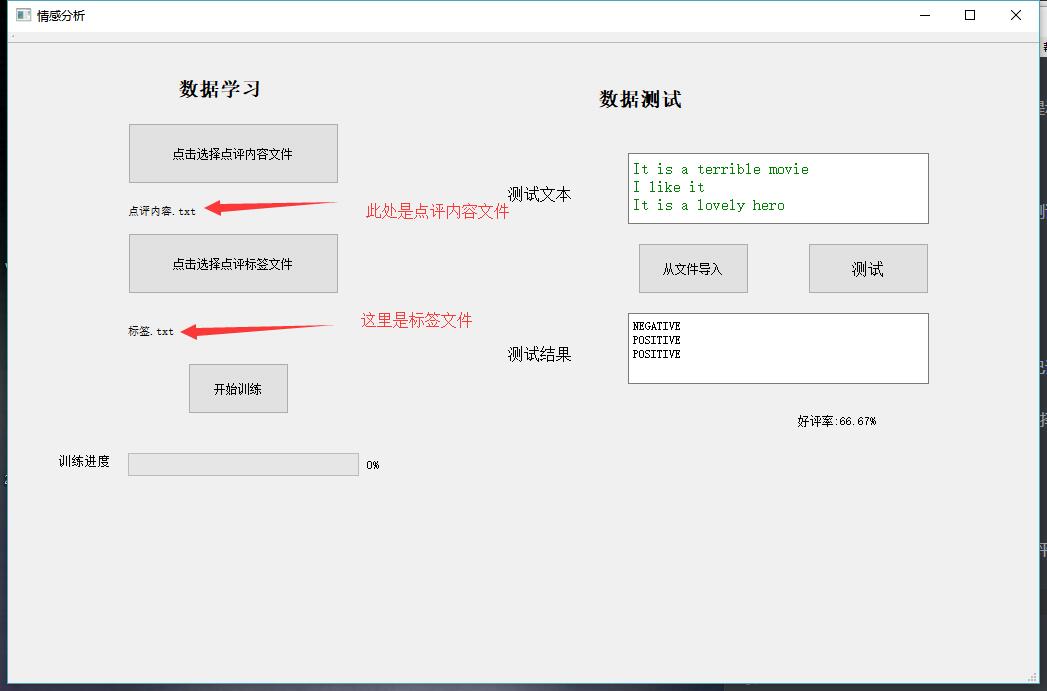 情感分析
数据学习
点击选择点评内容文件
点评内容.txt
此处是点评内容文件
点击选择点评标签文件
标签.txt
这里是标签文件
开始训练
训练进度
0%
数据测试
测试文本
It is a terrible movie
I like it
It is a lovely hero
从文件导入
测试
测试结果
NEGATIVE
POSITIVE
POSITIVE
好评率:66.67%